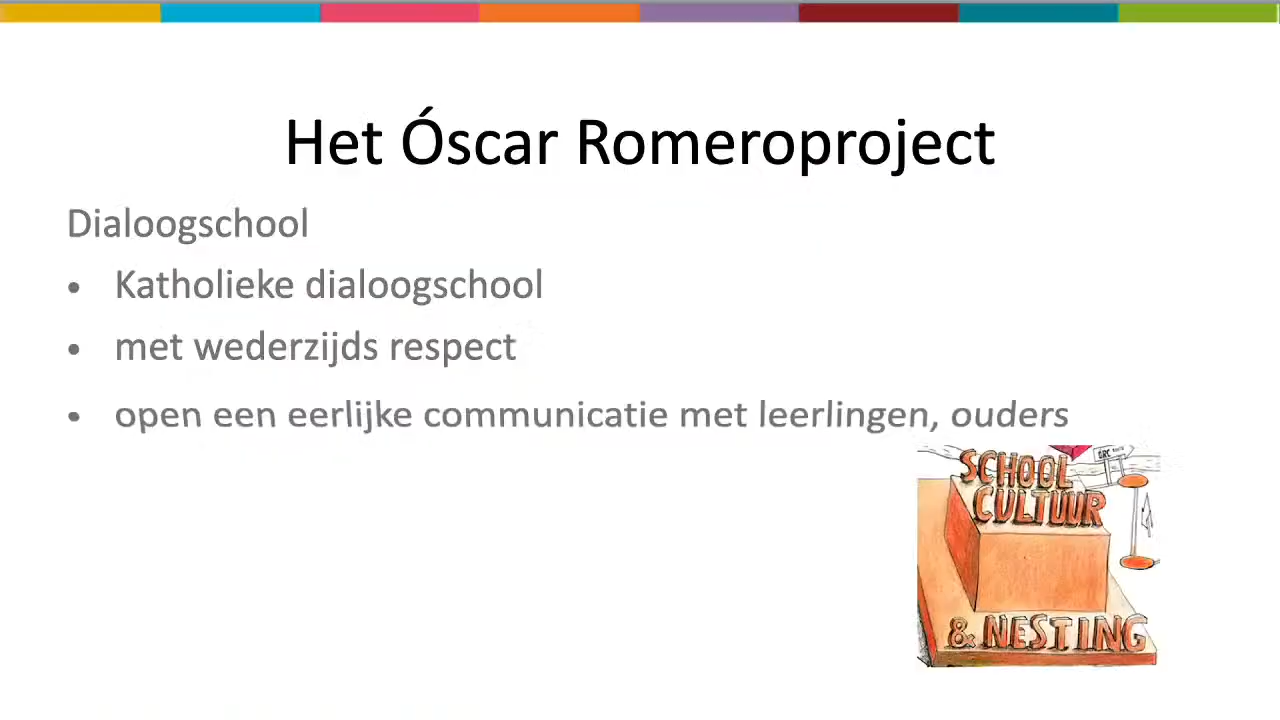 Het Óscar Romeroproject
Dialoogschool
• Katholieke dialoogschool
• met wederzijds respect
• open een eerlijke communicatie met leerlingen, ouders
SCHOOL
CULTUUR
& NESTING